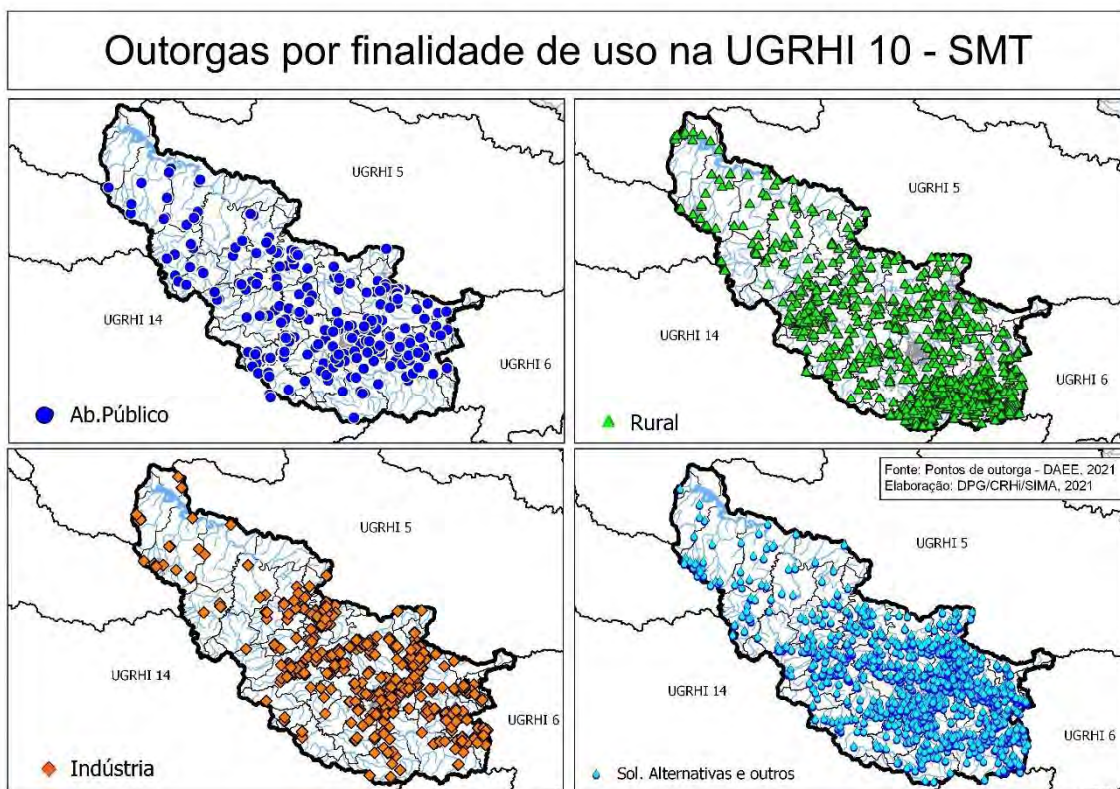 Outorgas por finalidade de uso na UGRHI 10 - SMT
UGRHI 5
UGRHI 14
UGRHI 6
Ab.Público
UGRHI 5
UGRHI 14
UGRHI 6
Rural
UGRHI 5
UGRHI 14
UGRHI 6
Indústria
Fonte: Pontos de outorga - DAEE, 2021
Elaboração: DPG/CRHi/SIMA, 2021
UGRHI 5
UGRHI 14
UGRHI 6
Sol. Alternativas e outros